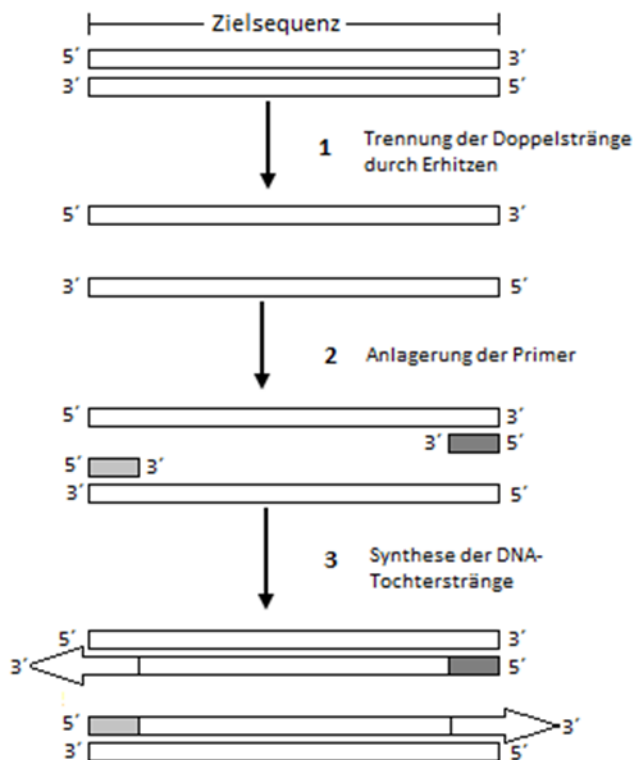 Zielsequenz
5´ 3´
3´ 5´
1 Trennung der Doppelstränge
durch Erhitzen
5´ 3´
3´ 5´
2 Anlagerung der Primer
5´ 3´
3´ 5´
5´ 3´
3´ 5´
3 Synthese der DNA-
Tochterstränge
5´ 3´
3´ 5´
5´ 3´
3´ 5´